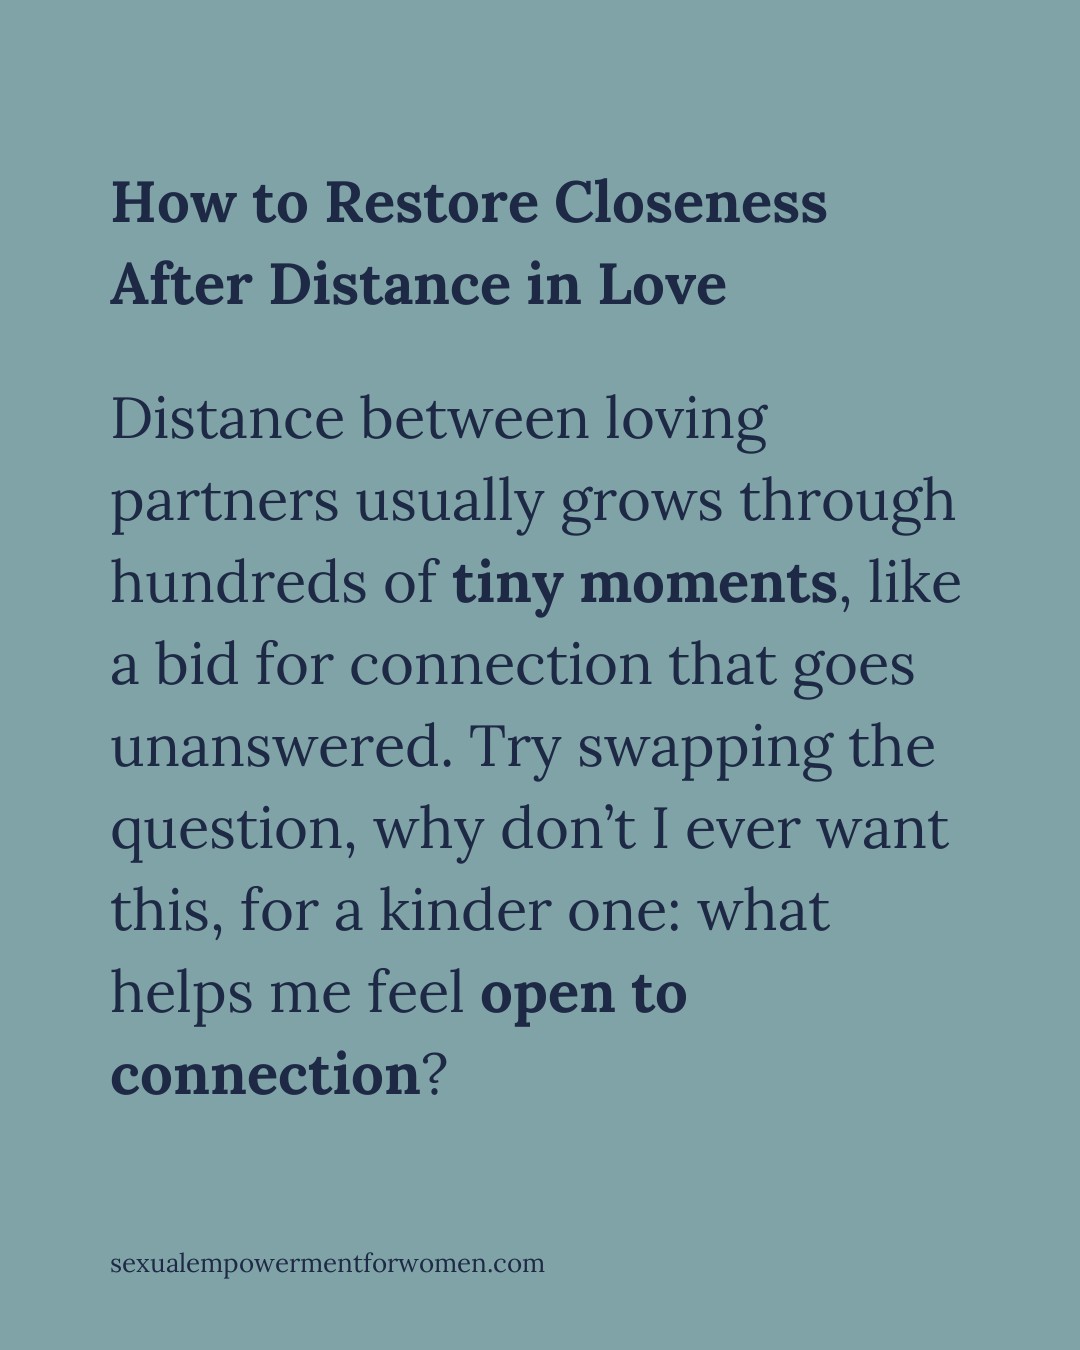 How to Restore Closeness
After Distance in Love
Distance between loving
partners usually grows through
hundreds of tiny moments, like
a bid for connection that goes
unanswered. Try swapping the
question, why don’t I ever want
this, for a kinder one: what
helps me feel open to
connection?
sexualempowermentforwomen.com